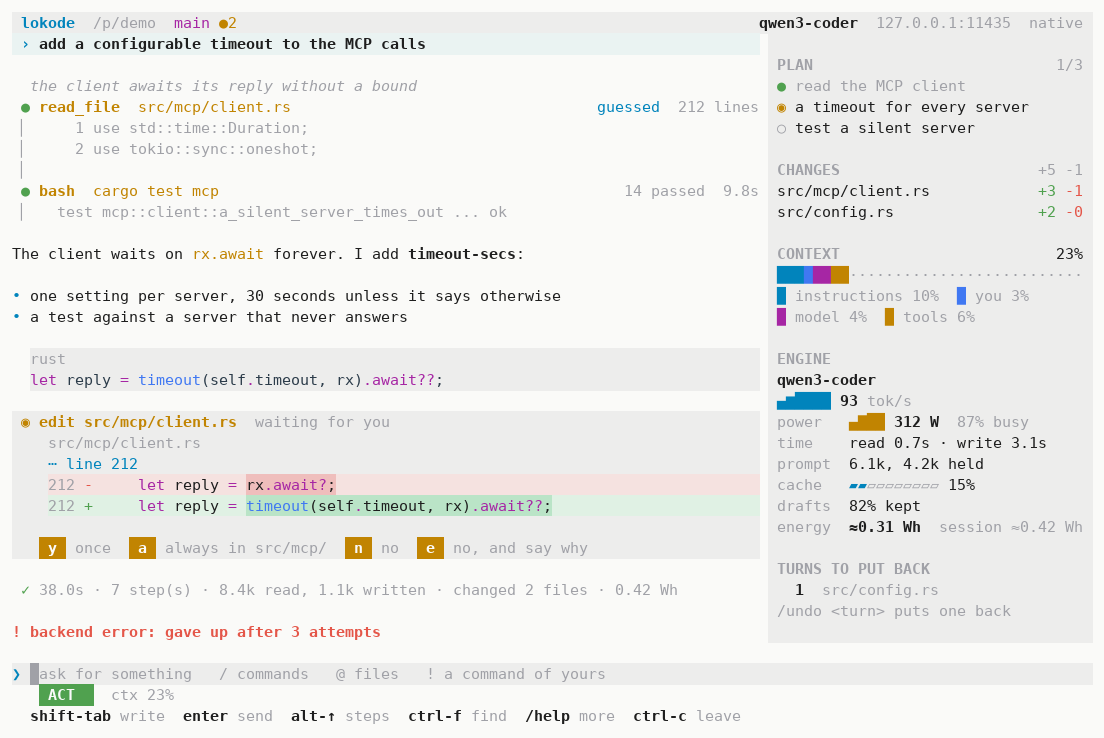 lokode  /p/demo  main ●2
qwen3-coder  127.0.0.1:11435  native
› add a configurable timeout to the MCP calls
the client awaits its reply without a bound
● read_file  src/mcp/client.rs  guessed  212 lines
│ 1 use std::time::Duration;
│ 2 use tokio::sync::oneshot;
│
● bash  cargo test mcp  14 passed  9.8s
│ test mcp::client::a_silent_server_times_out ... ok
The client waits on rx.await forever. I add timeout-secs:
• one setting per server, 30 seconds unless it says otherwise
• a test against a server that never answers
rust
let reply = timeout(self.timeout, rx).await??;
◉ edit src/mcp/client.rs  waiting for you
src/mcp/client.rs
⋯ line 212
212 -     let reply = rx.await?;
212 +     let reply = timeout(self.timeout, rx).await??;
y once  a always in src/mcp/  n no  e no, and say why
✓ 38.0s · 7 step(s) · 8.4k read, 1.1k written · changed 2 files · 0.42 Wh
! backend error: gave up after 3 attempts
PLAN  1/3
● read the MCP client
◉ a timeout for every server
○ test a silent server
CHANGES  +5 -1
src/mcp/client.rs  +3 -1
src/config.rs  +2 -0
CONTEXT  23%
instructions 10%  you 3%
model 4%  tools 6%
ENGINE
qwen3-coder
93 tok/s
power  312 W  87% busy
time  read 0.7s · write 3.1s
prompt  6.1k, 4.2k held
cache  15%
drafts  82% kept
energy  ≈0.31 Wh  session ≈0.42 Wh
TURNS TO PUT BACK
1  src/config.rs
/undo <turn> puts one back
❯ ask for something   / commands   @ files   ! a command of yours
ACT  ctx 23%
shift-tab write  enter send  alt-↑ steps  ctrl-f find  /help more  ctrl-c leave